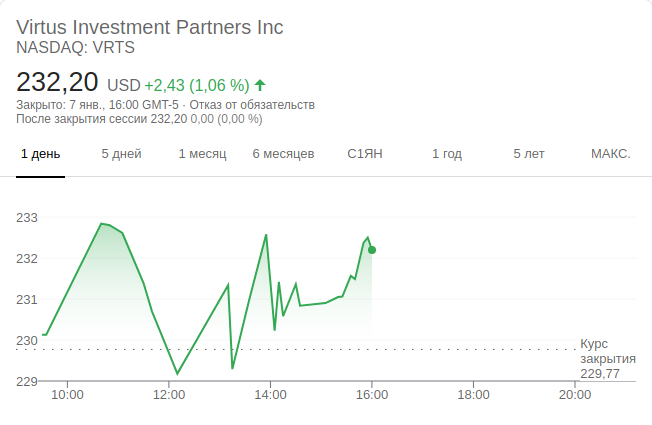 Virtus Investment Partners Inc
NASDAQ: VRTS
232,20 USD +2,43 (1,06 %)
Закрыто: 7 янв., 16:00 GMT-5 · Отказ от обязательств
После закрытия сессии 232,20 0,00 (0,00 %)
1 день 5 дней 1 месяц 6 месяцев С1ЯН 1 год 5 лет МАКС.
233
232
231
230
229
Курс
закрытия
229,77
10:00 12:00 14:00 16:00 18:00 20:00